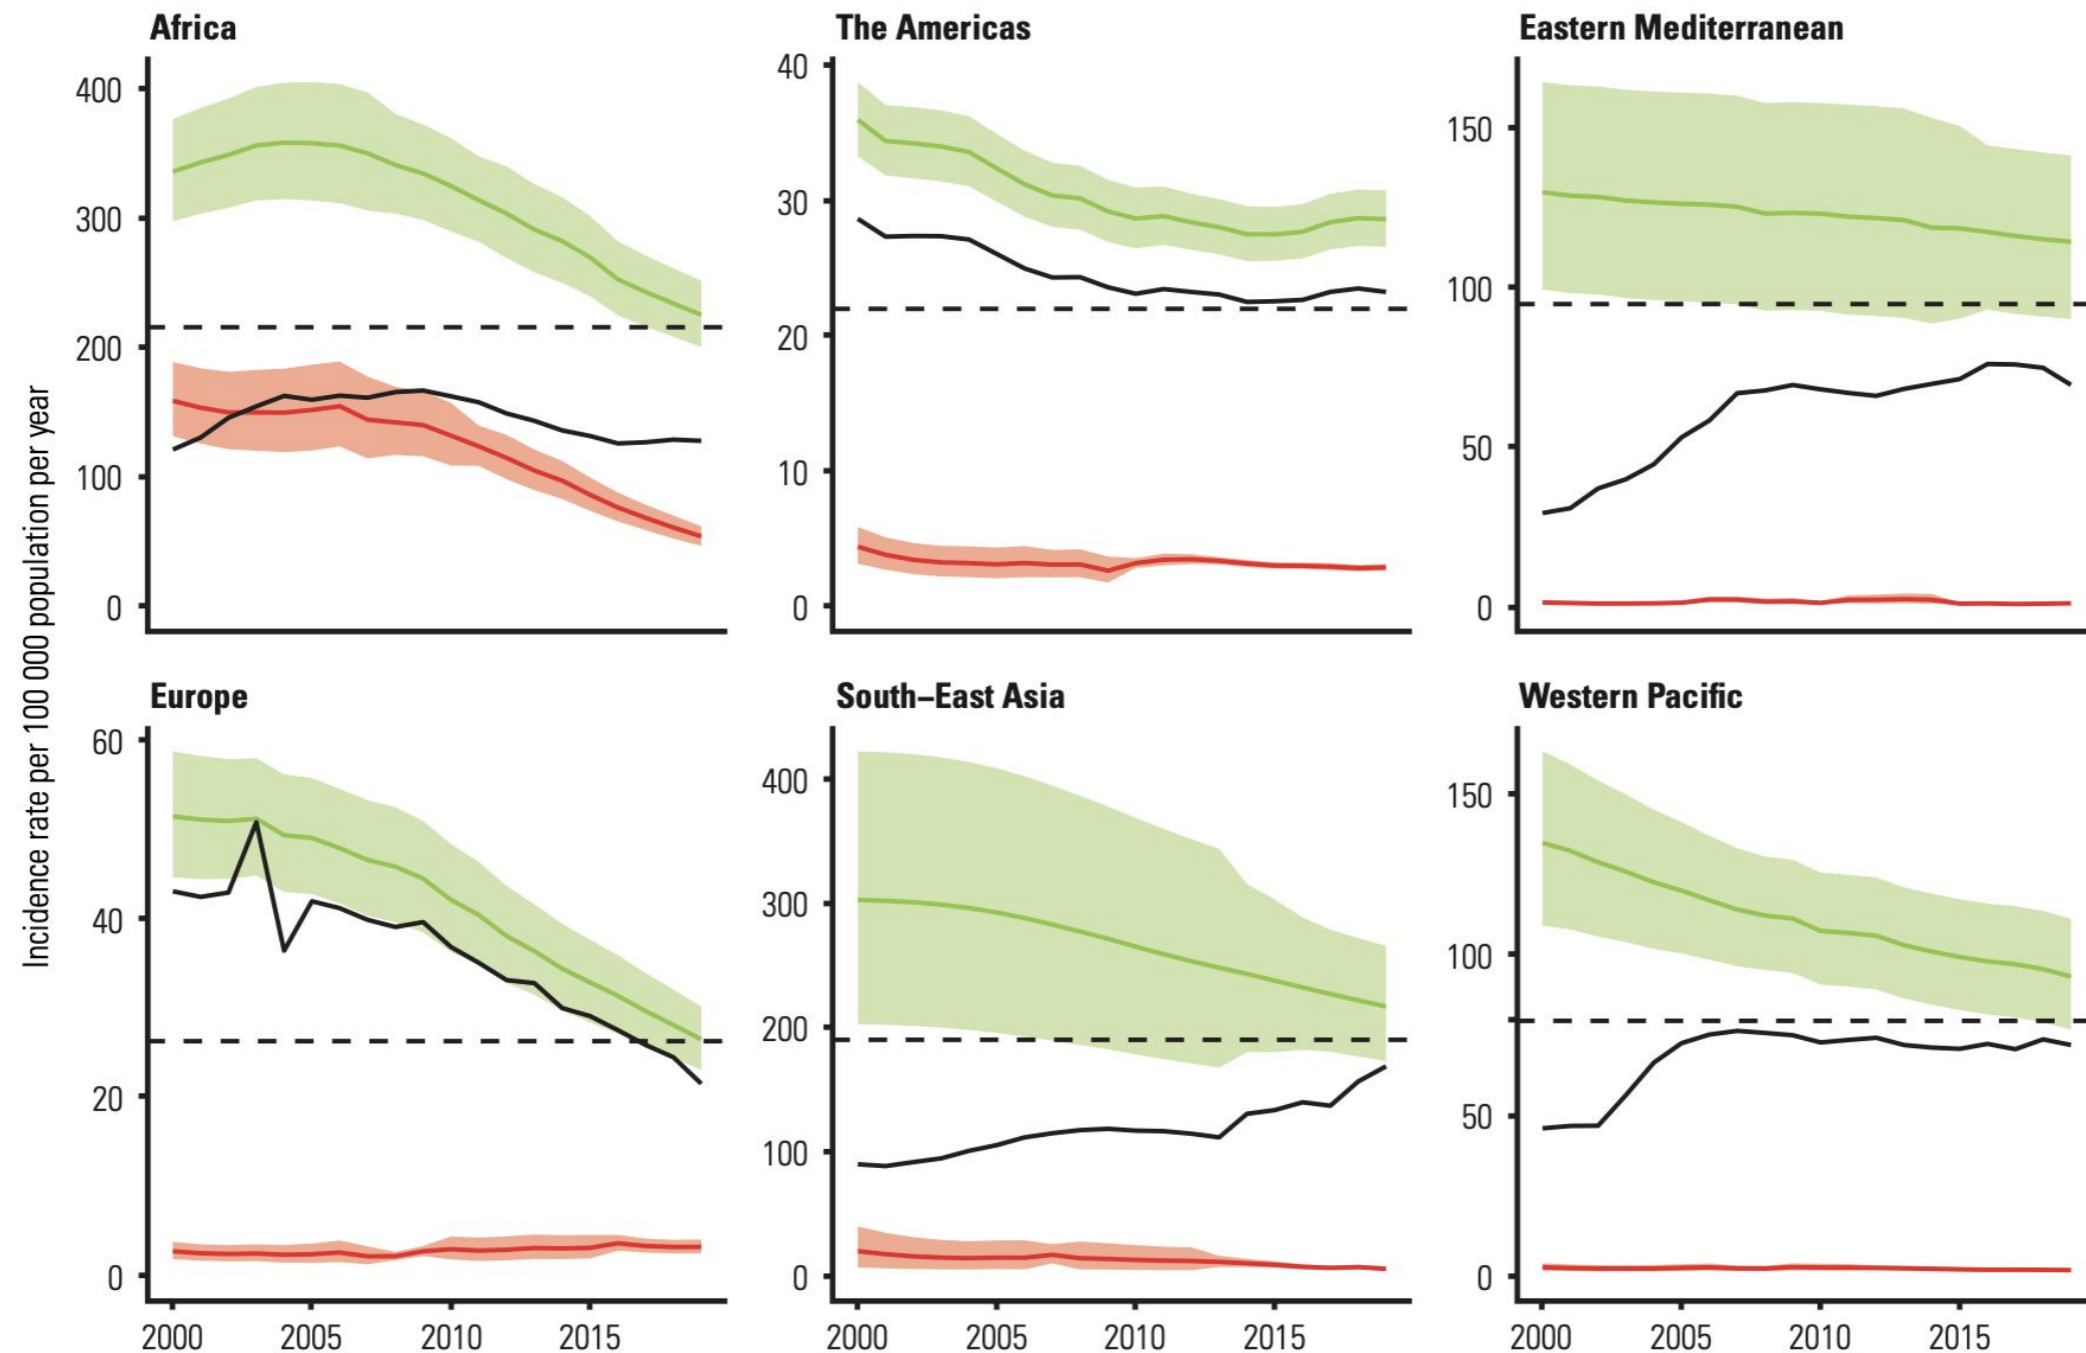 Africa
The Americas
Eastern Mediterranean
400
300
200
100
0
40
30
20
10
0
150
100
50
0
Incidence rate per 100 000 population per year
Europe
South–East Asia
Western Pacific
60
40
20
0
400
300
200
100
0
150
100
50
0
2000 2005 2010 2015
2000 2005 2010 2015
2000 2005 2010 2015